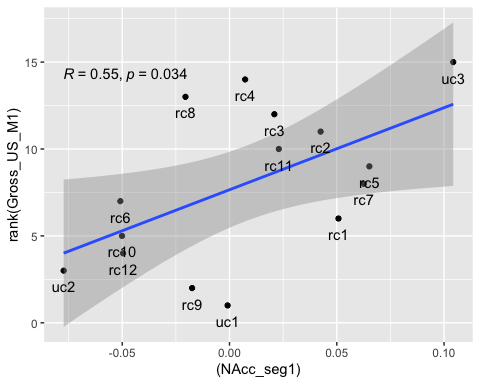 R = 0.55, p = 0.034
rank(Gross_US_M1)
15
10
5
0
uc3
rc4
rc8
rc3
rc2
rc11
rc5
rc7
rc6
rc1
rc10
rc12
uc2
rc9
uc1
-0.05
0.00
0.05
0.10
(NAcc_seg1)